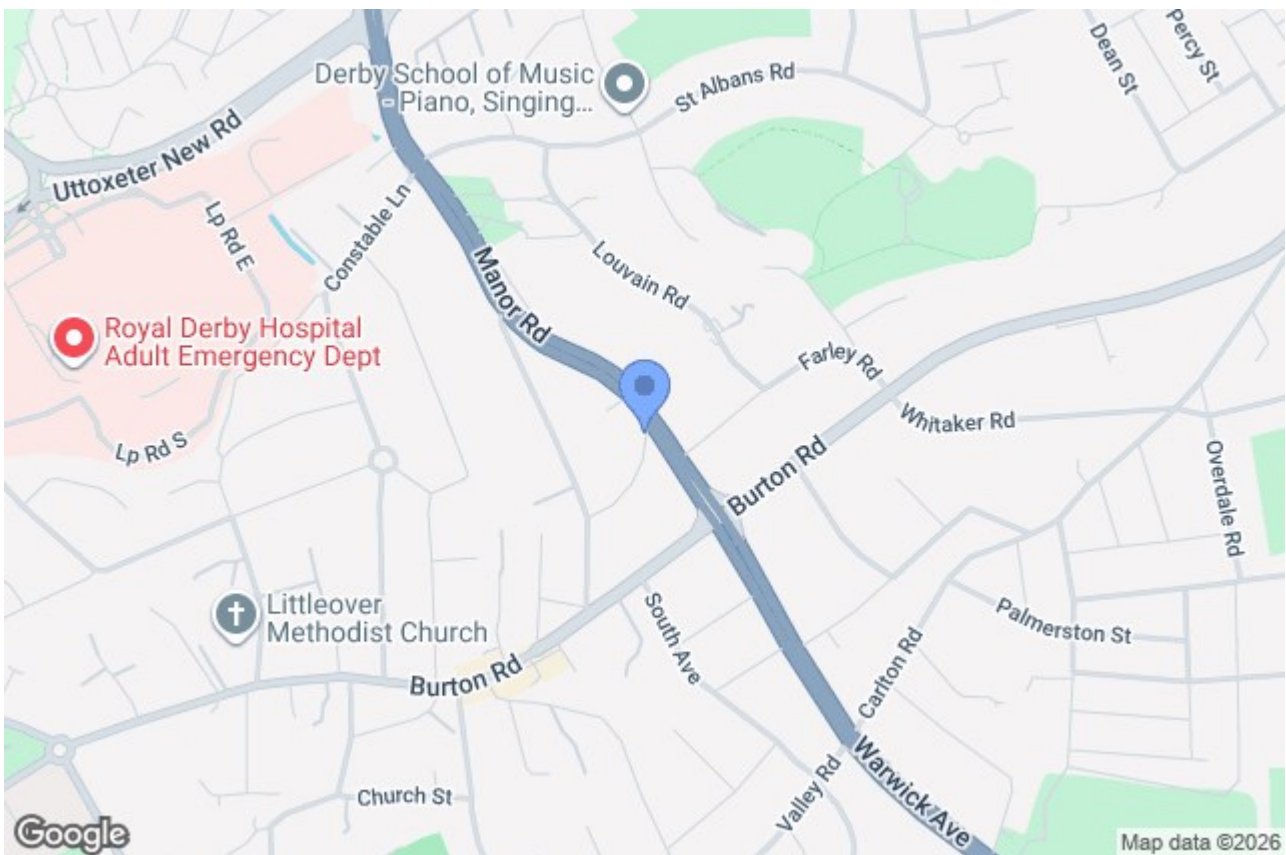 Derby School of Music
- Piano, Singing...
St Albans Rd
Dean St
Percy St
Uttoxeter New Rd
Lp Rd E
Constable Ln
Manor Rd
Louvain Rd
Royal Derby Hospital
Adult Emergency Dept
Farley Rd
Whitaker Rd
Lp Rd S
Burton Rd
Overdale Rd
Littleover
Methodist Church
South Ave
Palmerston St
Burton Rd
Carlton Rd
Church St
Valley Rd
Warwick Ave
Google
Map data ©2026